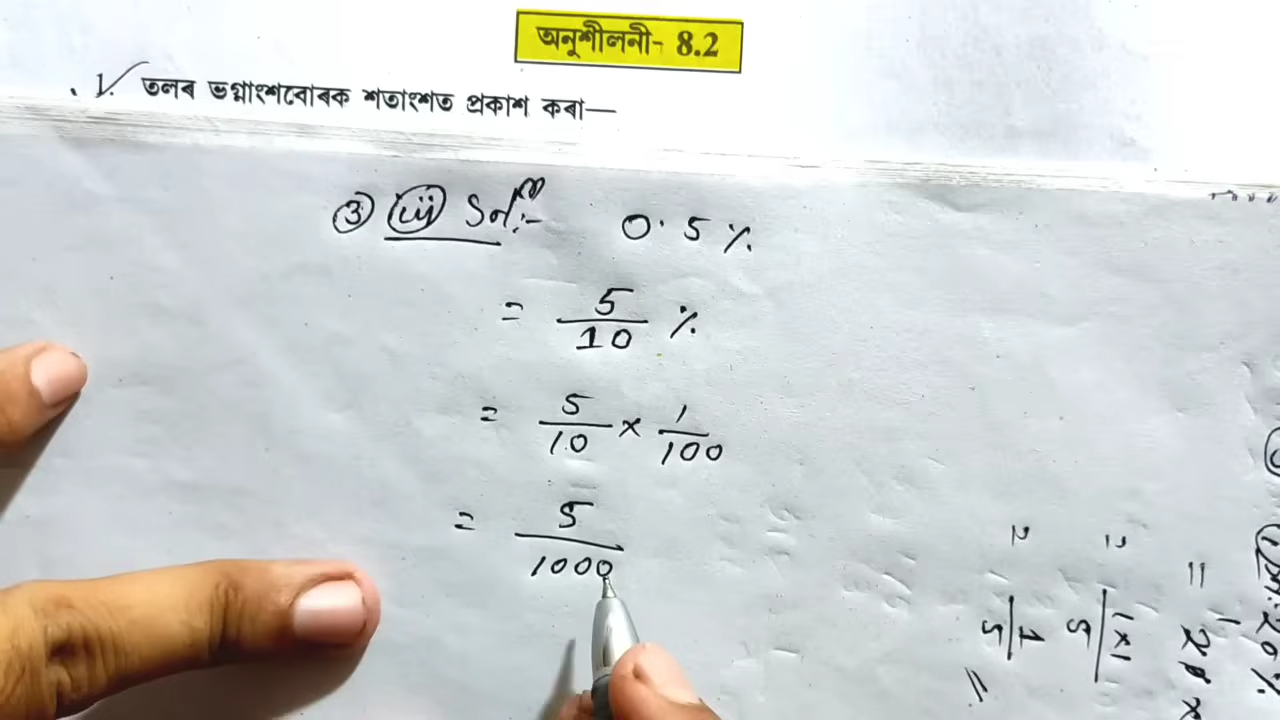 অনুশীলনী- 8.2
1. তলৰ ভগ্নাংশবোৰক শতাংশত প্ৰকাশ কৰা—
③ (iii) Solⁿ:- 0.5%
= 5/10 %
= 5/10 × 1/100
= 5/1000